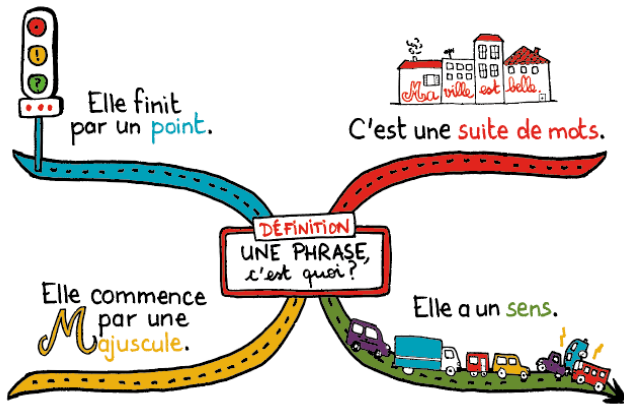 Elle finit
par un point.
Ma ville est belle.
C'est une suite de mots.
DÉFINITION
UNE PHRASE,
c'est quoi?
Elle commence
par une
Majuscule.
Elle a un sens.
!
?